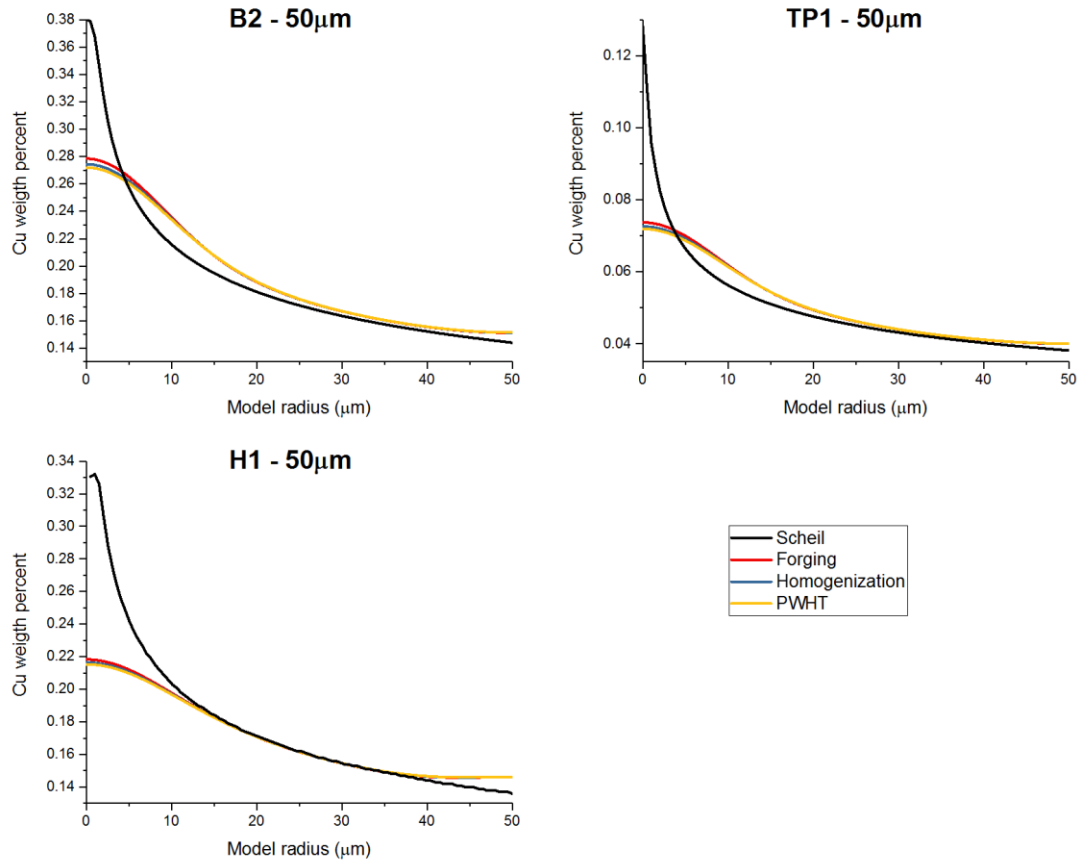 B2 - 50μm
0.38
0.36
0.34
0.32
0.30
0.28
0.26
0.24
0.22
0.20
0.18
0.16
0.14
Cu weigth percent
0 10 20 30 40 50
Model radius (μm)
TP1 - 50μm
0.12
0.10
0.08
0.06
0.04
Cu weigth percent
0 10 20 30 40 50
Model radius (μm)
H1 - 50μm
0.34
0.32
0.30
0.28
0.26
0.24
0.22
0.20
0.18
0.16
0.14
Cu weigth percent
0 10 20 30 40 50
Model radius (μm)
Scheil
Forging
Homogenization
PWHT